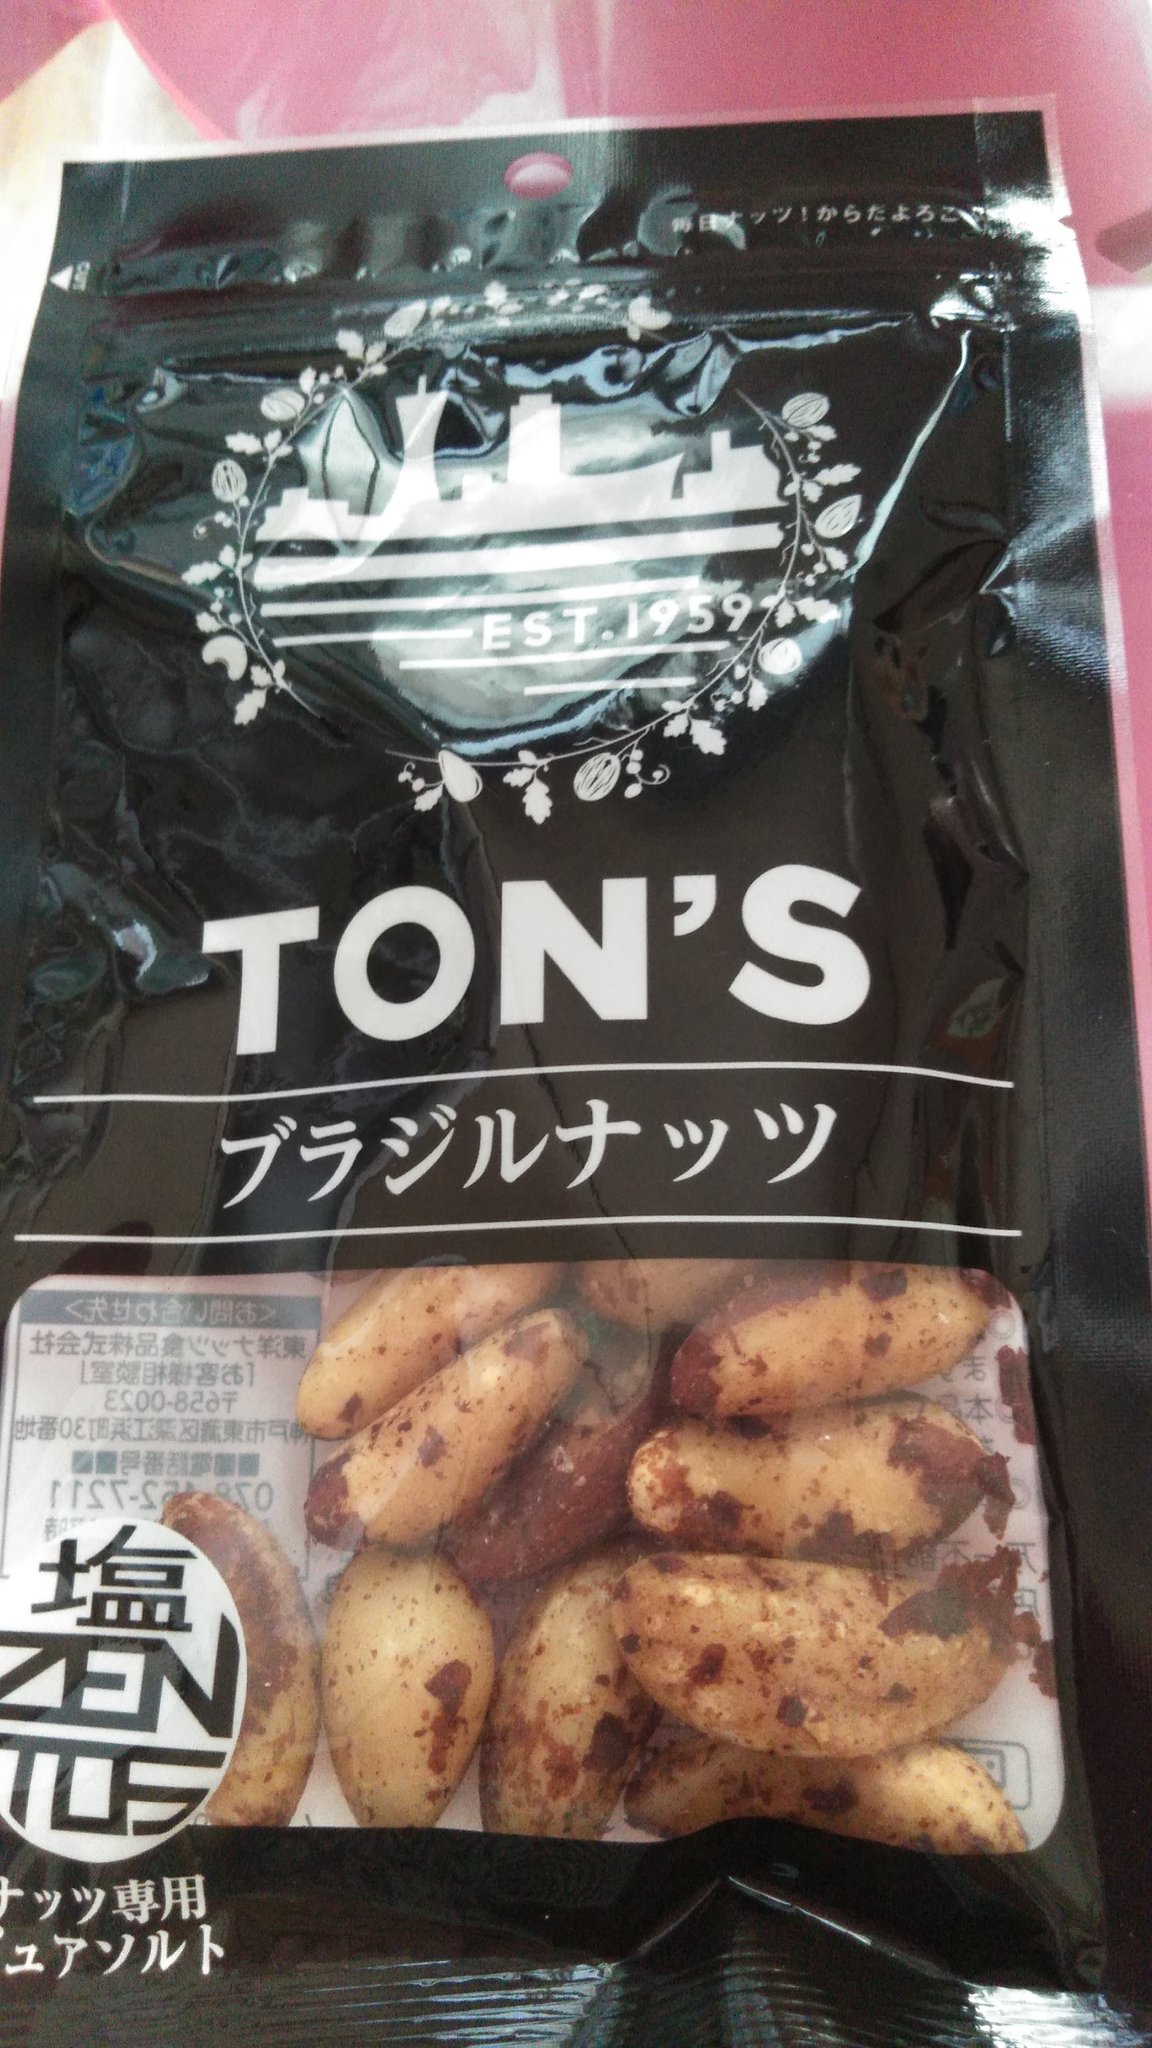 毎日ナッツ!からだよろこ
EST.1959
TON'S
ブラジルナッツ
<お問い合わせ先>
東洋ナッツ食品株式会社
[お客様相談室]
〒658-0023
神戸市東灘区深江浜町30番地
電話番号
078-452-7211
塩
ナッツ専用
ピュアソルト